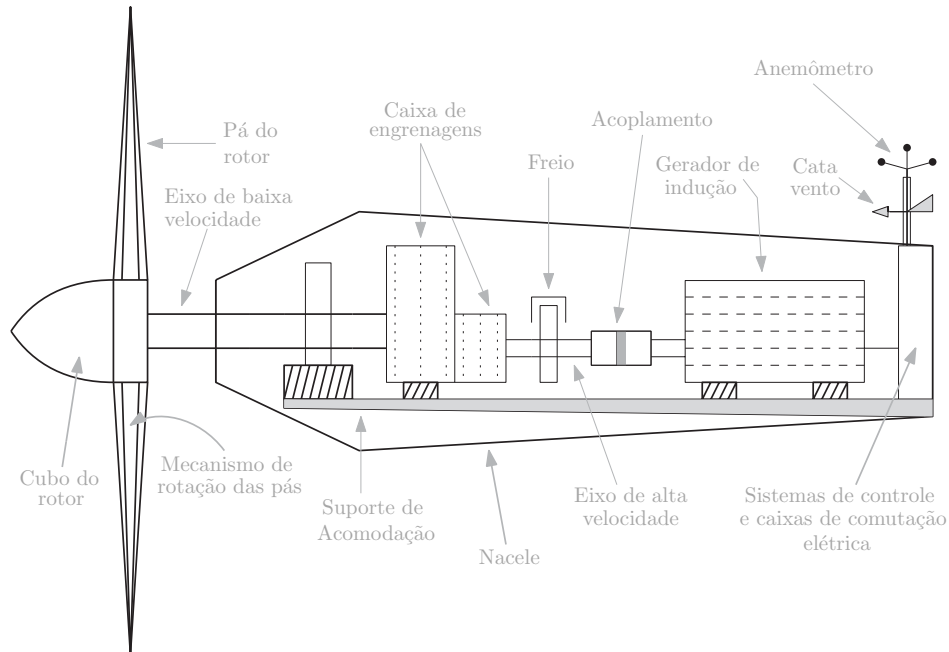 Anemômetro
Caixa de
engrenagens
Acoplamento
Pá do
rotor
Freio
Gerador de
indução
Cata
vento
Eixo de baixa
velocidade
Cubo do
rotor
Mecanismo de
rotação das pás
Suporte de
Acomodação
Nacele
Eixo de alta
velocidade
Sistemas de controle
e caixas de comutação
elétrica